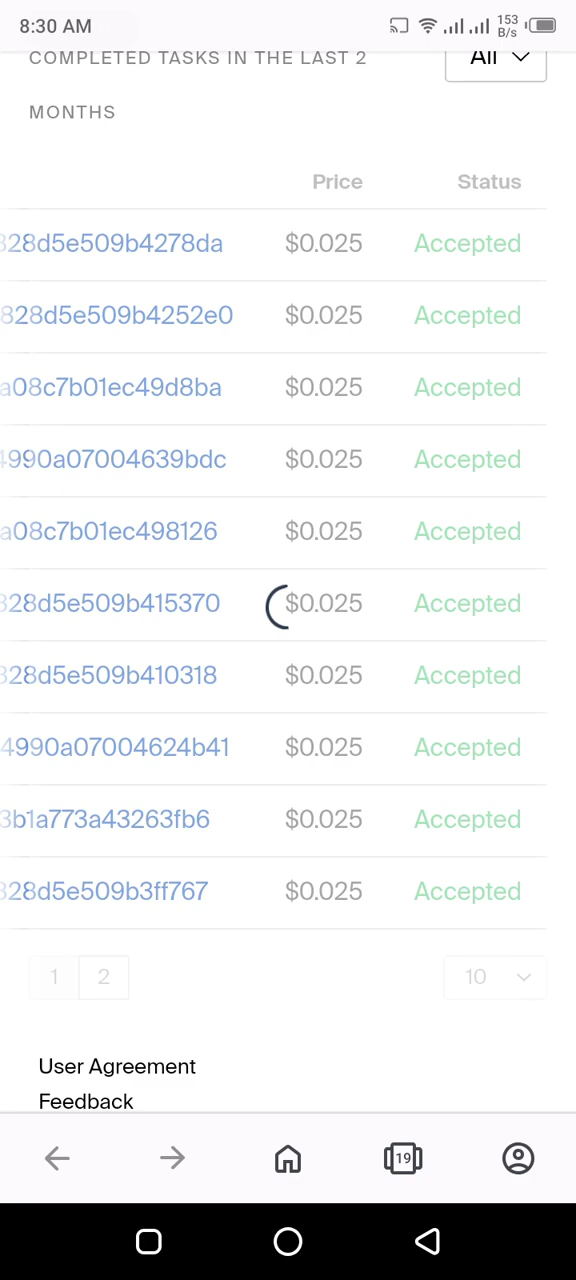 8:30 AM
153
B/s
COMPLETED TASKS IN THE LAST 2
MONTHS
All
Price Status
328d5e509b4278da $0.025 Accepted
828d5e509b4252e0 $0.025 Accepted
a08c7b01ec49d8ba $0.025 Accepted
4990a07004639bdc $0.025 Accepted
a08c7b01ec498126 $0.025 Accepted
328d5e509b415370 $0.025 Accepted
328d5e509b410318 $0.025 Accepted
4990a07004624b41 $0.025 Accepted
3b1a773a43263fb6 $0.025 Accepted
328d5e509b3ff767 $0.025 Accepted
1 2 10
User Agreement
Feedback
19